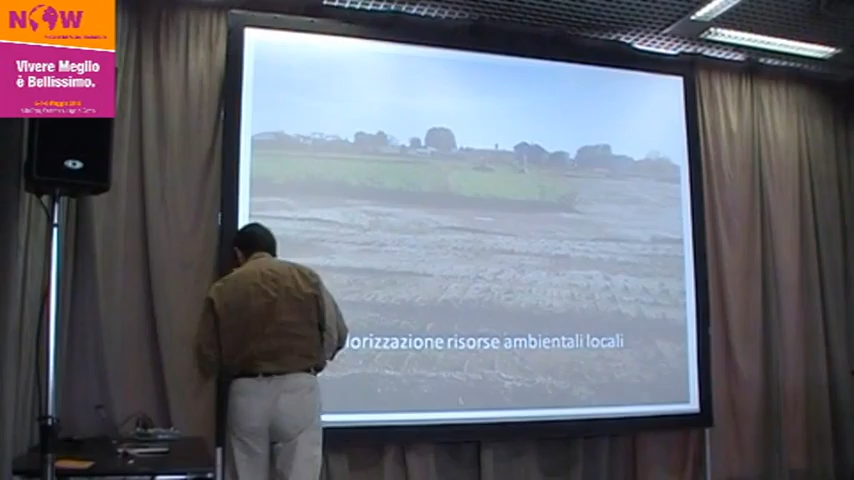 NOW
Vivere Meglio
è Bellissimo.
lorizzazione risorse ambientali locali